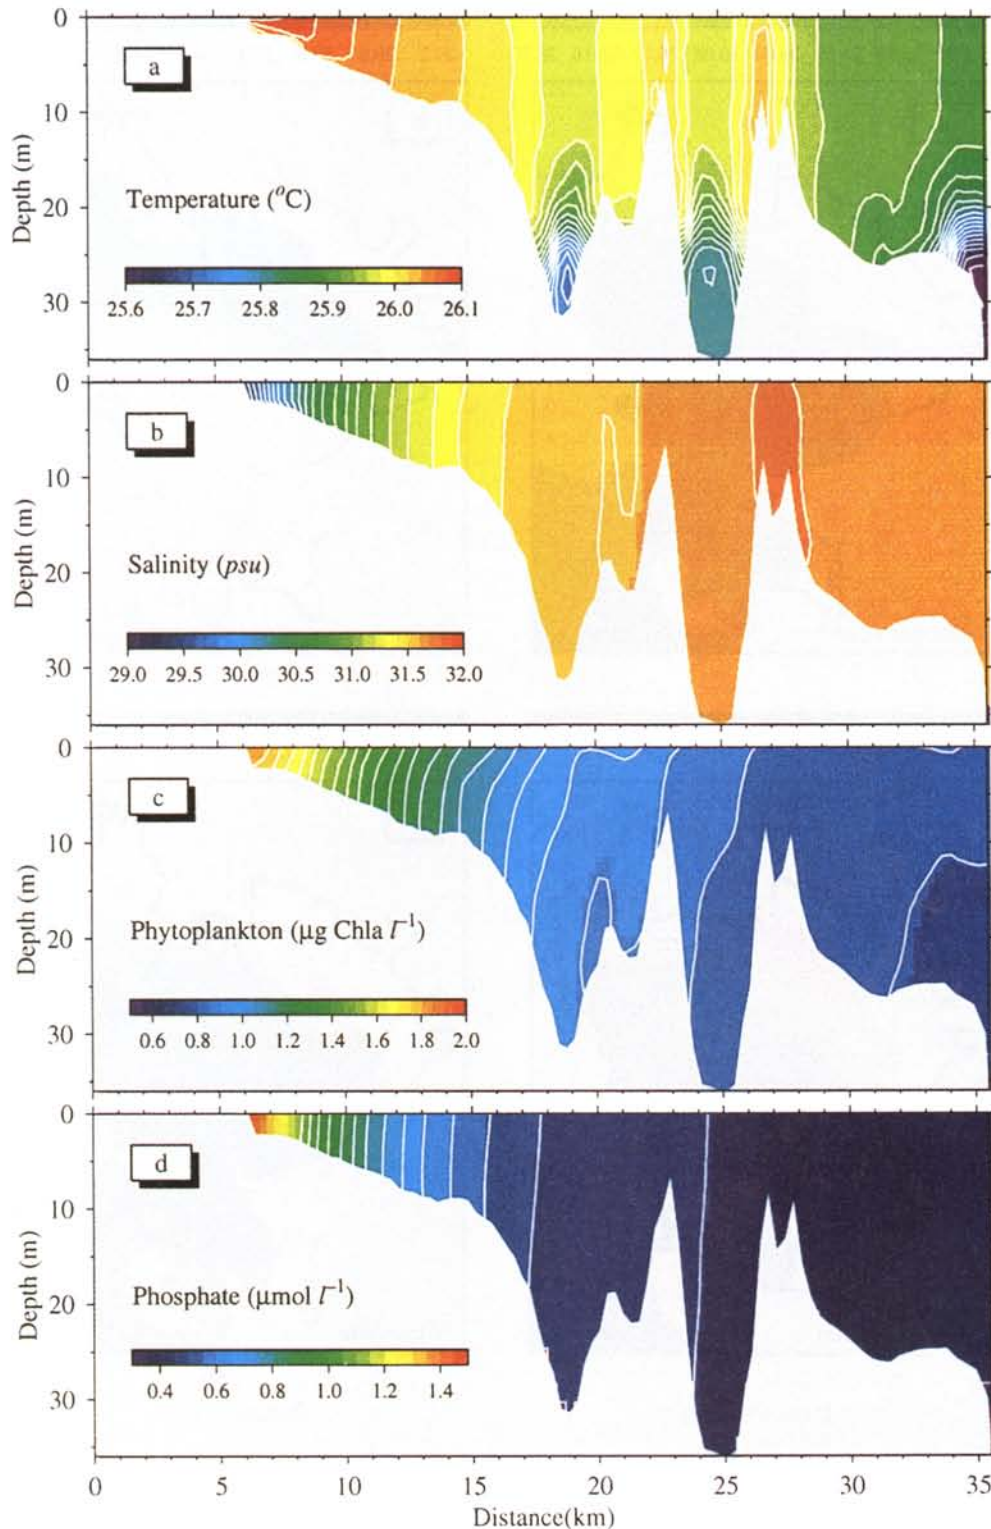 0
a
10
Depth (m)
20
Temperature (°C)
30
25.6 25.7 25.8 25.9 26.0 26.1
0
b
10
Depth (m)
Salinity (psu)
20
30
29.0 29.5 30.0 30.5 31.0 31.5 32.0
0
c
10
Depth (m)
Phytoplankton (μg Chla l⁻¹)
20
30
0.6 0.8 1.0 1.2 1.4 1.6 1.8 2.0
0
d
10
Depth (m)
Phosphate (μmol l⁻¹)
20
30
0.4 0.6 0.8 1.0 1.2 1.4
0 5 10 15 20 25 30 35
Distance(km)